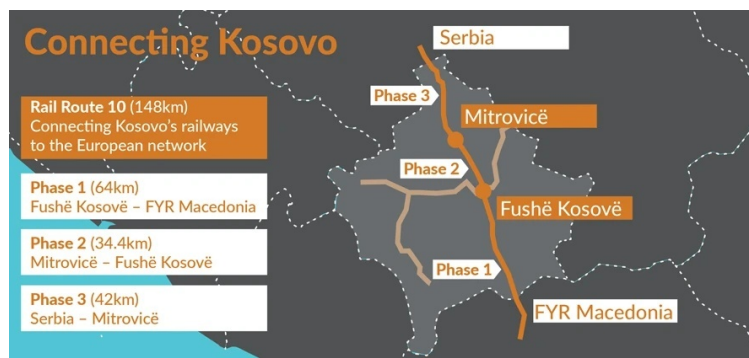 Connecting Kosovo
Rail Route 10 (148km)
Connecting Kosovo's railways
to the European network
Phase 1 (64km)
Fushë Kosovë – FYR Macedonia
Phase 2 (34.4km)
Mitrovicë – Fushë Kosovë
Phase 3 (42km)
Serbia – Mitrovicë
Serbia
Phase 3
Mitrovicë
Phase 2
Fushë Kosovë
Phase 1
FYR Macedonia